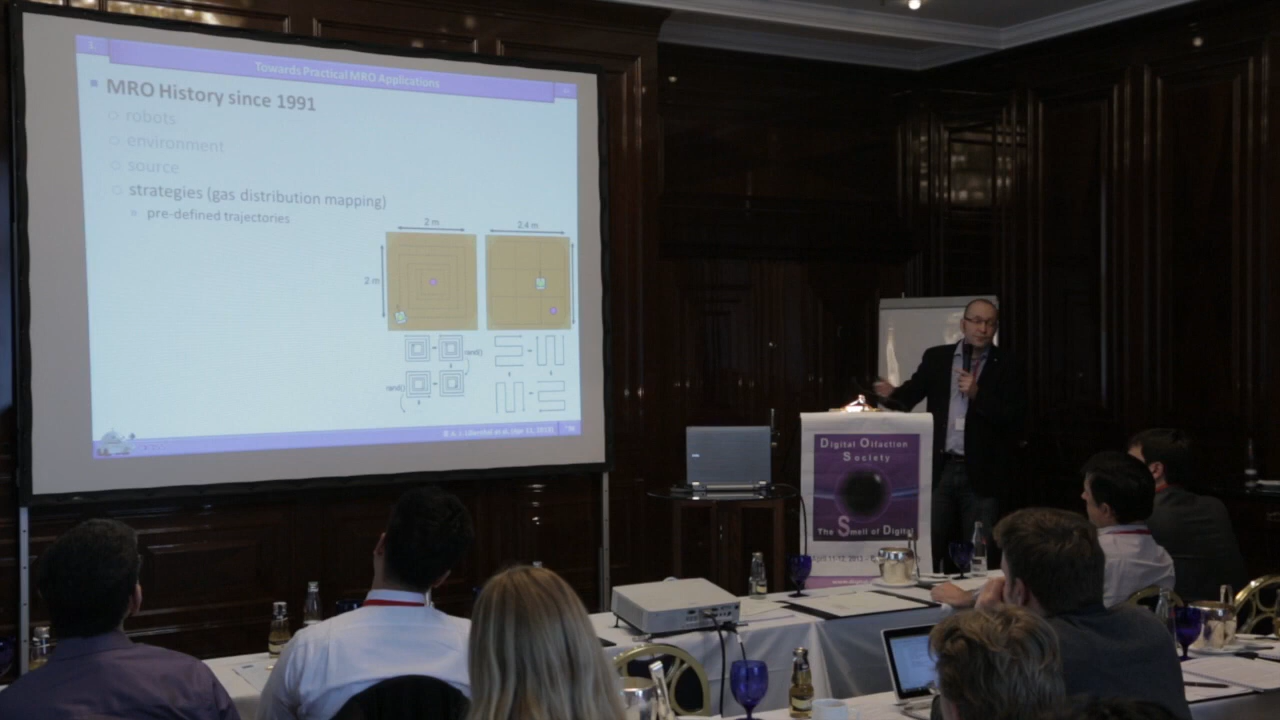 Towards Practical MRO Applications
MRO History since 1991
robots
environment
source
strategies (gas distribution mapping)
pre-defined trajectories
2 m
2.4 m
2 m
rand()
rand()
Digital Olfaction
Society
The Smell of Digital